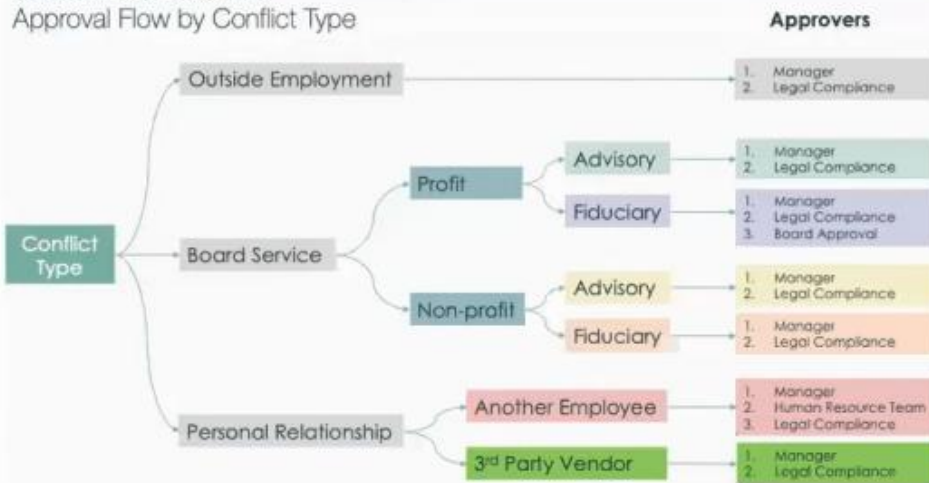 Approval Flow by Conflict Type
Approvers
Outside Employment
1. Manager
2. Legal Compliance
Conflict
Type
Board Service
Profit
Advisory
1. Manager
2. Legal Compliance
Fiduciary
1. Manager
2. Legal Compliance
3. Board Approval
Non-profit
Advisory
1. Manager
2. Legal Compliance
Fiduciary
1. Manager
2. Legal Compliance
Personal Relationship
Another Employee
1. Manager
2. Human Resource Team
3. Legal Compliance
3rd Party Vendor
1. Manager
2. Legal Compliance